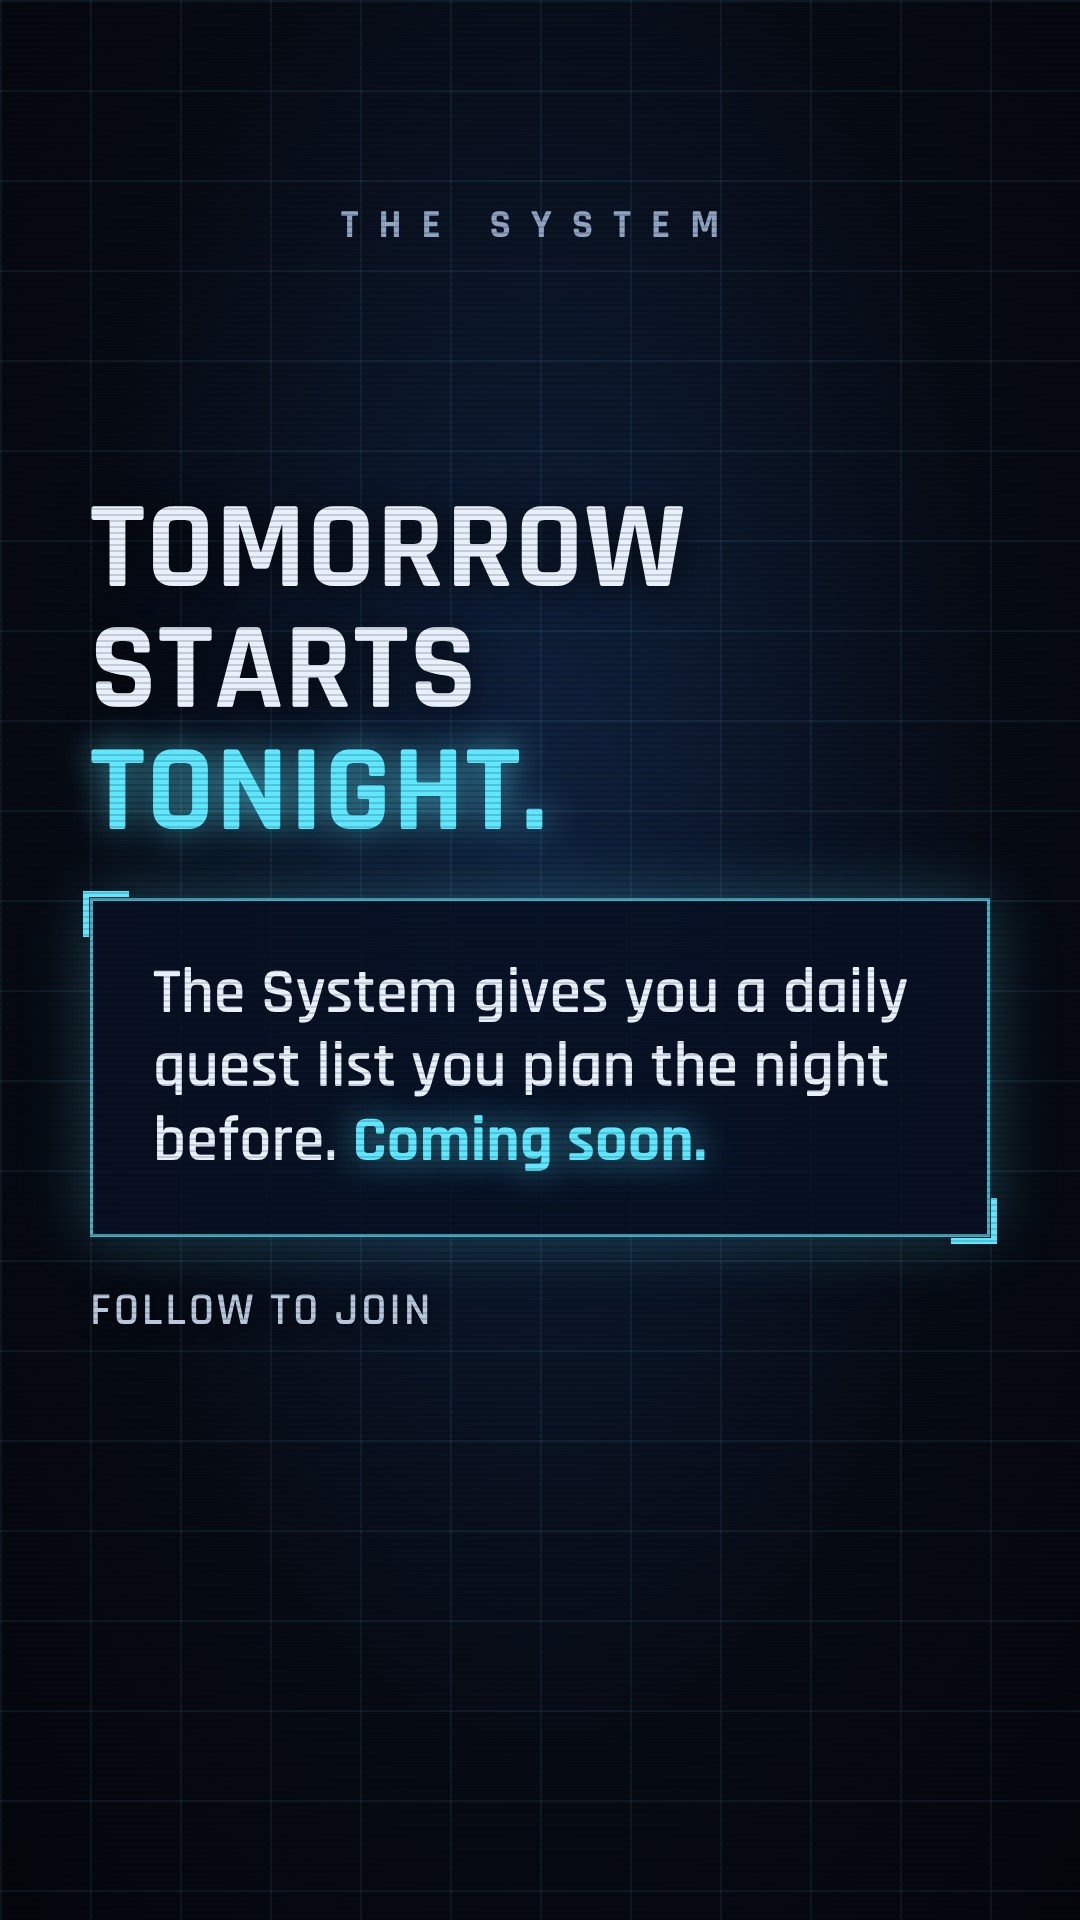 THE SYSTEM
TOMORROW
STARTS
TONIGHT.
The System gives you a daily
quest list you plan the night
before. Coming soon.
FOLLOW TO JOIN